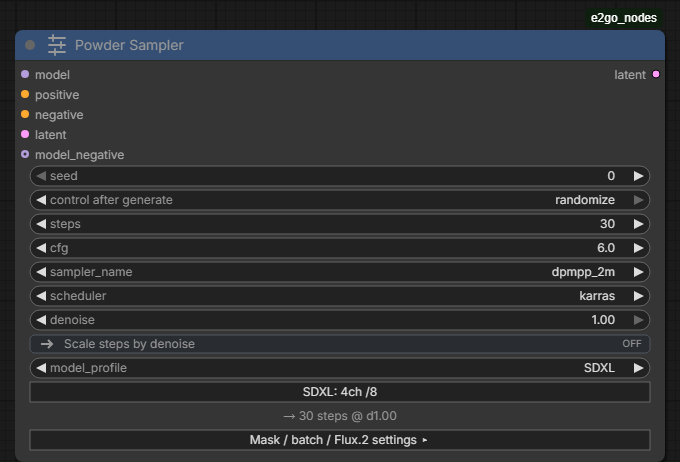 e2go_nodes
Powder Sampler
model latent
positive
negative
latent
model_negative
seed 0
control after generate randomize
steps 30
cfg 6.0
sampler_name dpmpp_2m
scheduler karras
denoise 1.00
→ Scale steps by denoise OFF
model_profile SDXL
SDXL: 4ch /8
→ 30 steps @ d1.00
Mask / batch / Flux.2 settings ▸